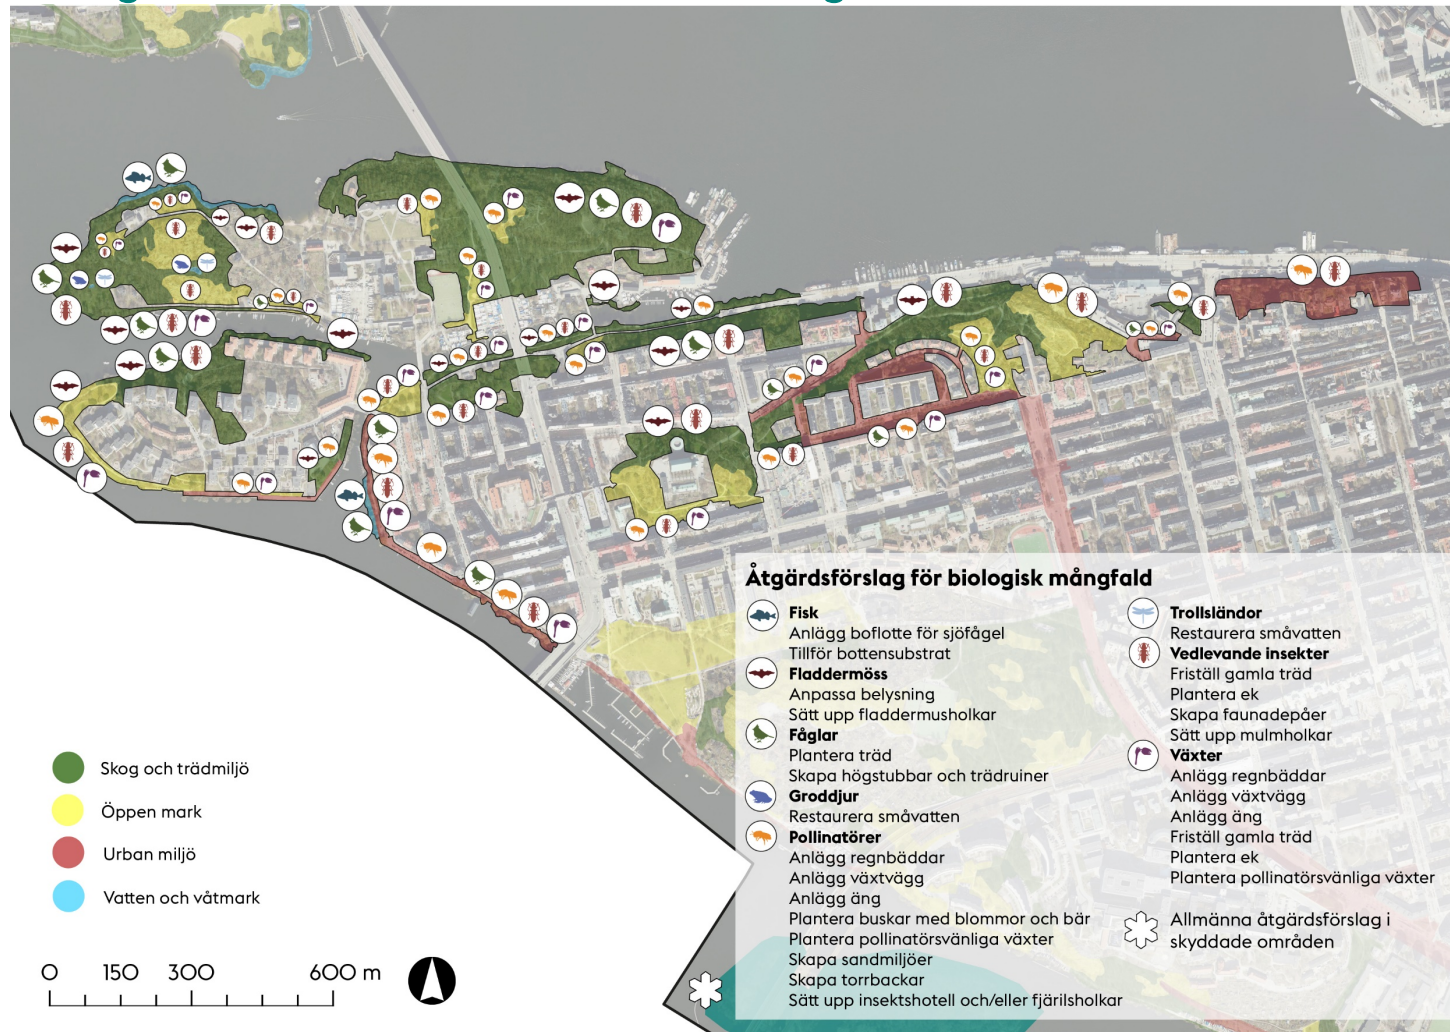 Åtgärdsförslag för biologisk mångfald
Fisk
Anlägg boflotte för sjöfågel
Tillför bottensubstrat
Fladdermöss
Anpassa belysning
Sätt upp fladdermusholkar
Fåglar
Plantera träd
Skapa högstubbar och trädruiner
Groddjur
Restaurera småvatten
Pollinatörer
Anlägg regnbäddar
Anlägg växtvägg
Anlägg äng
Plantera buskar med blommor och bär
Plantera pollinatörsvänliga växter
Skapa sandmiljöer
Skapa torrbackar
Sätt upp insektshotell och/eller fjärilsholkar
Trollsländor
Restaurera småvatten
Vedlevande insekter
Friställ gamla träd
Plantera ek
Skapa faunadepåer
Sätt upp mulmholkar
Växter
Anlägg regnbäddar
Anlägg växtvägg
Anlägg äng
Friställ gamla träd
Plantera ek
Plantera pollinatörsvänliga växter
Allmänna åtgärdsförslag i
skyddade områden
Skog och trädmiljö
Öppen mark
Urban miljö
Vatten och våtmark
0 150 300 600 m